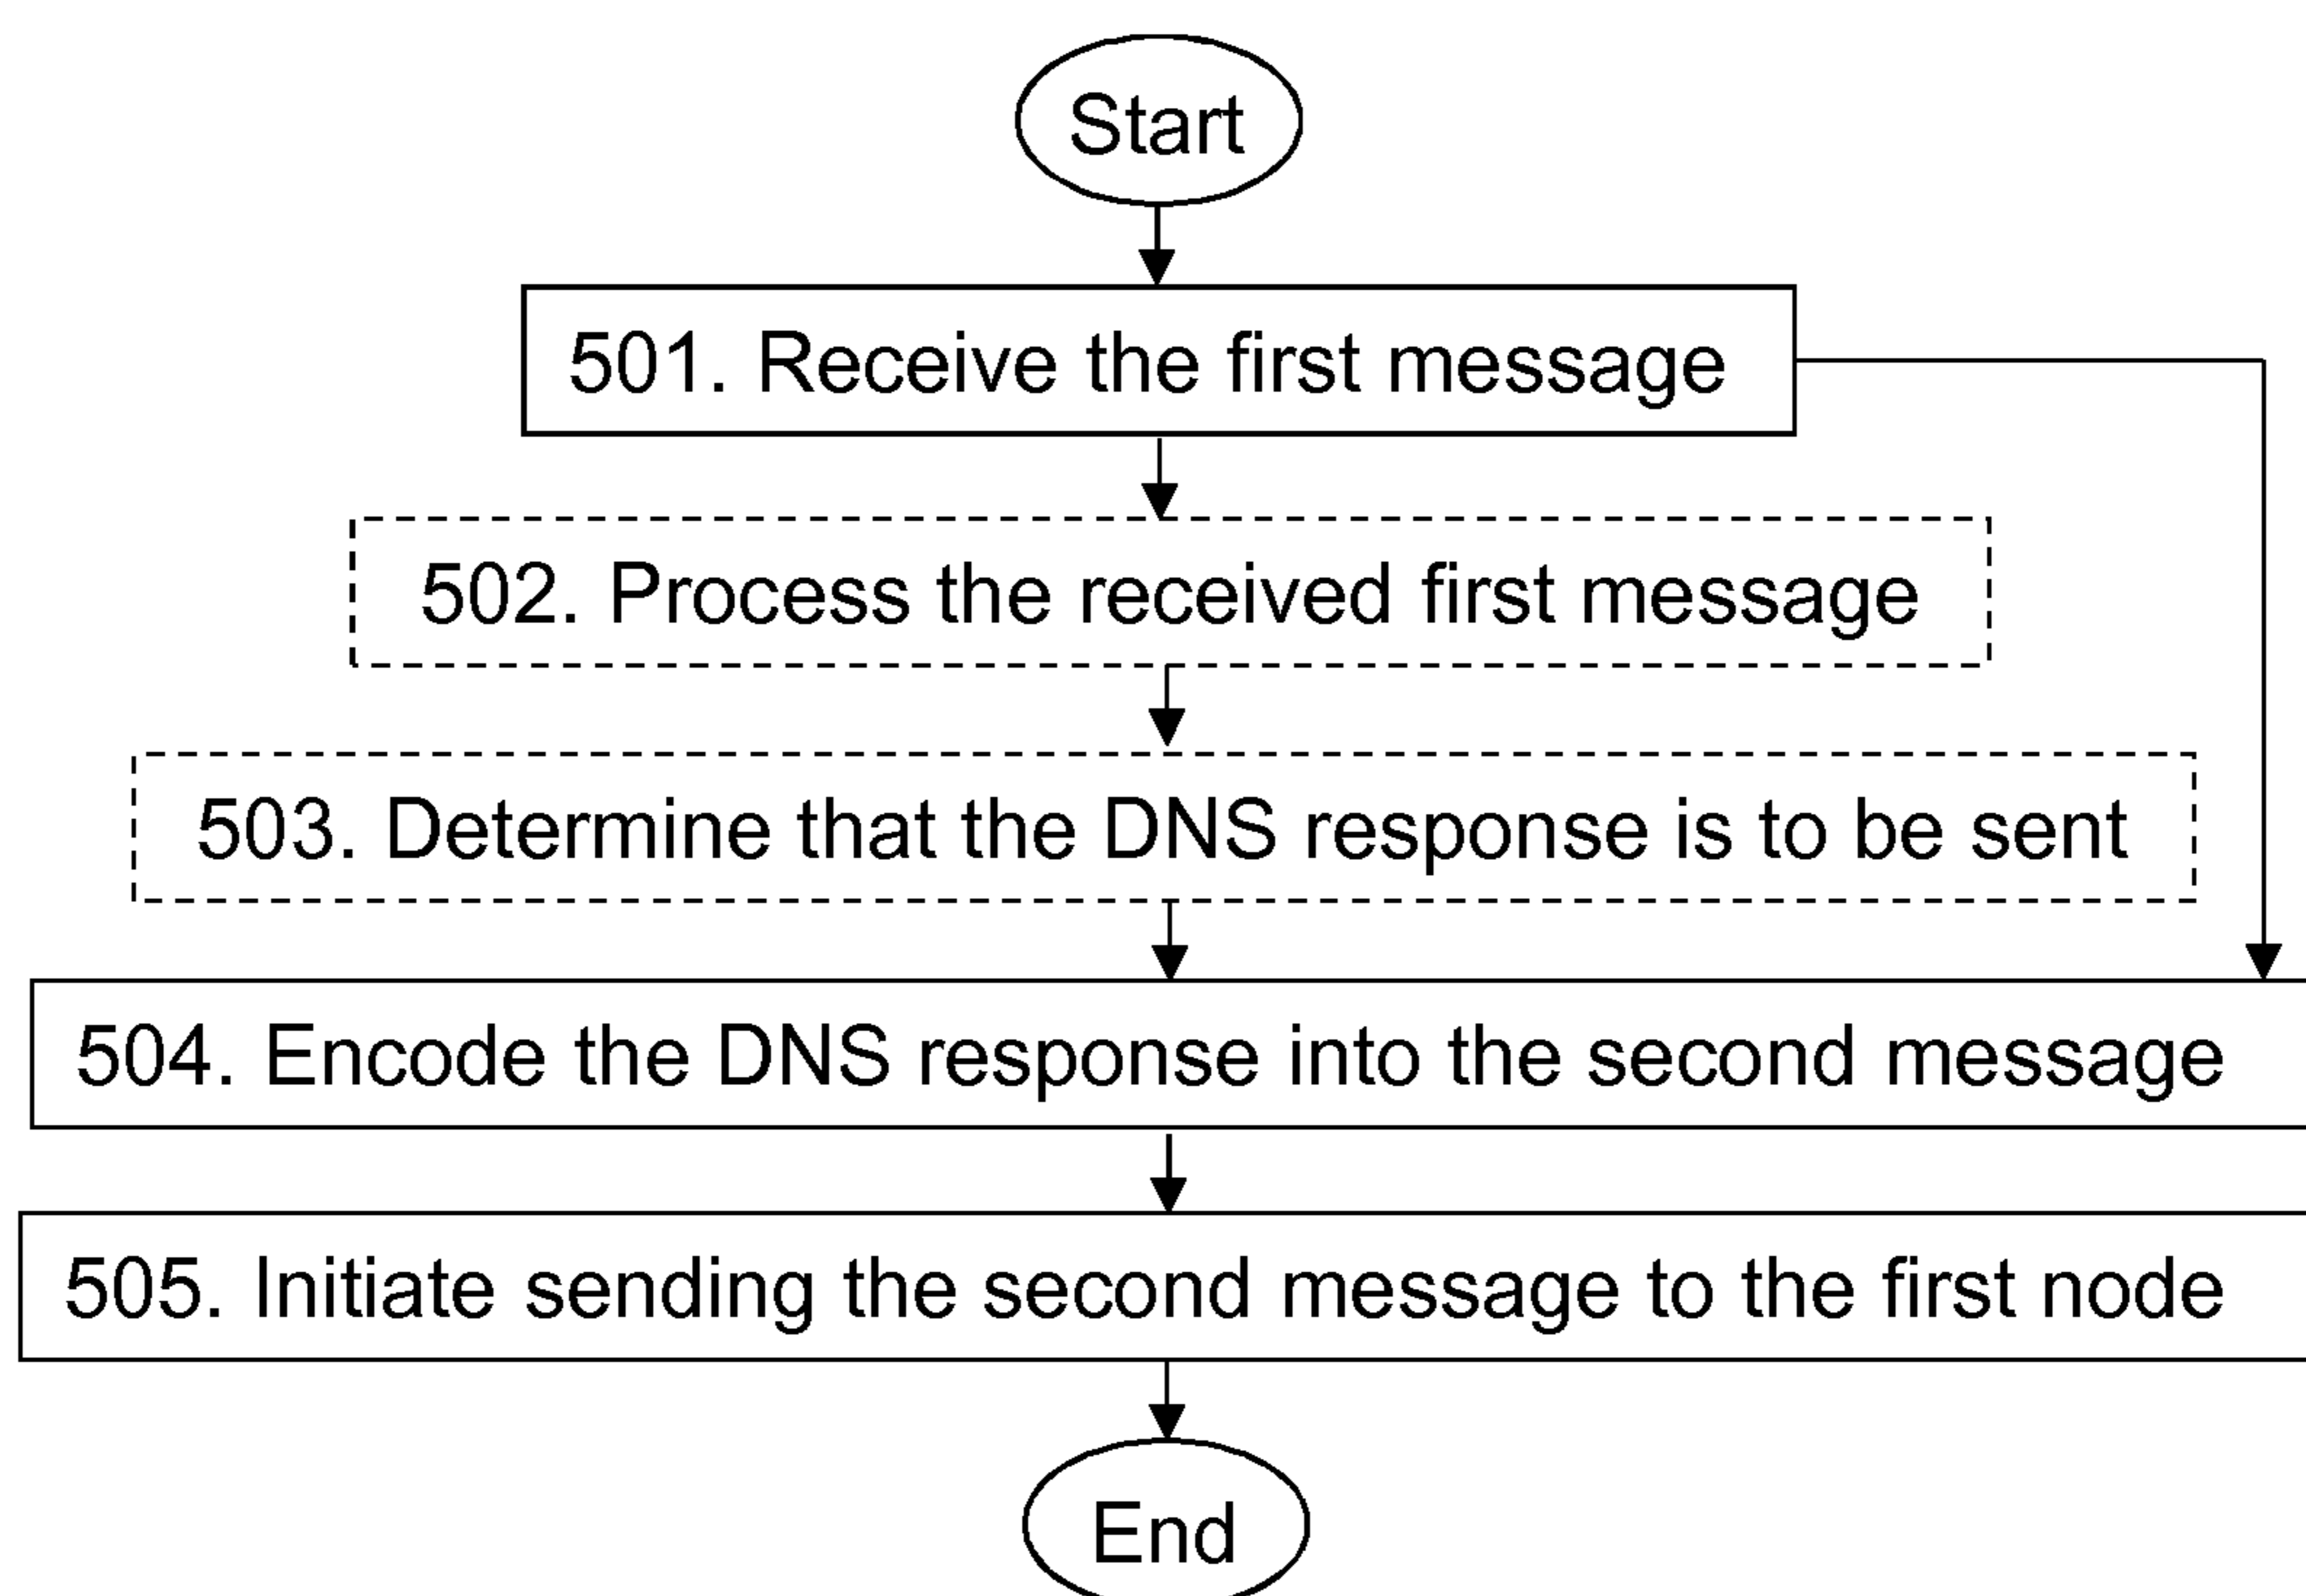 Start
501. Receive the first message
502. Process the received first message
503. Determine that the DNS response is to be sent
504. Encode the DNS response into the second message
505. Initiate sending the second message to the first node
End